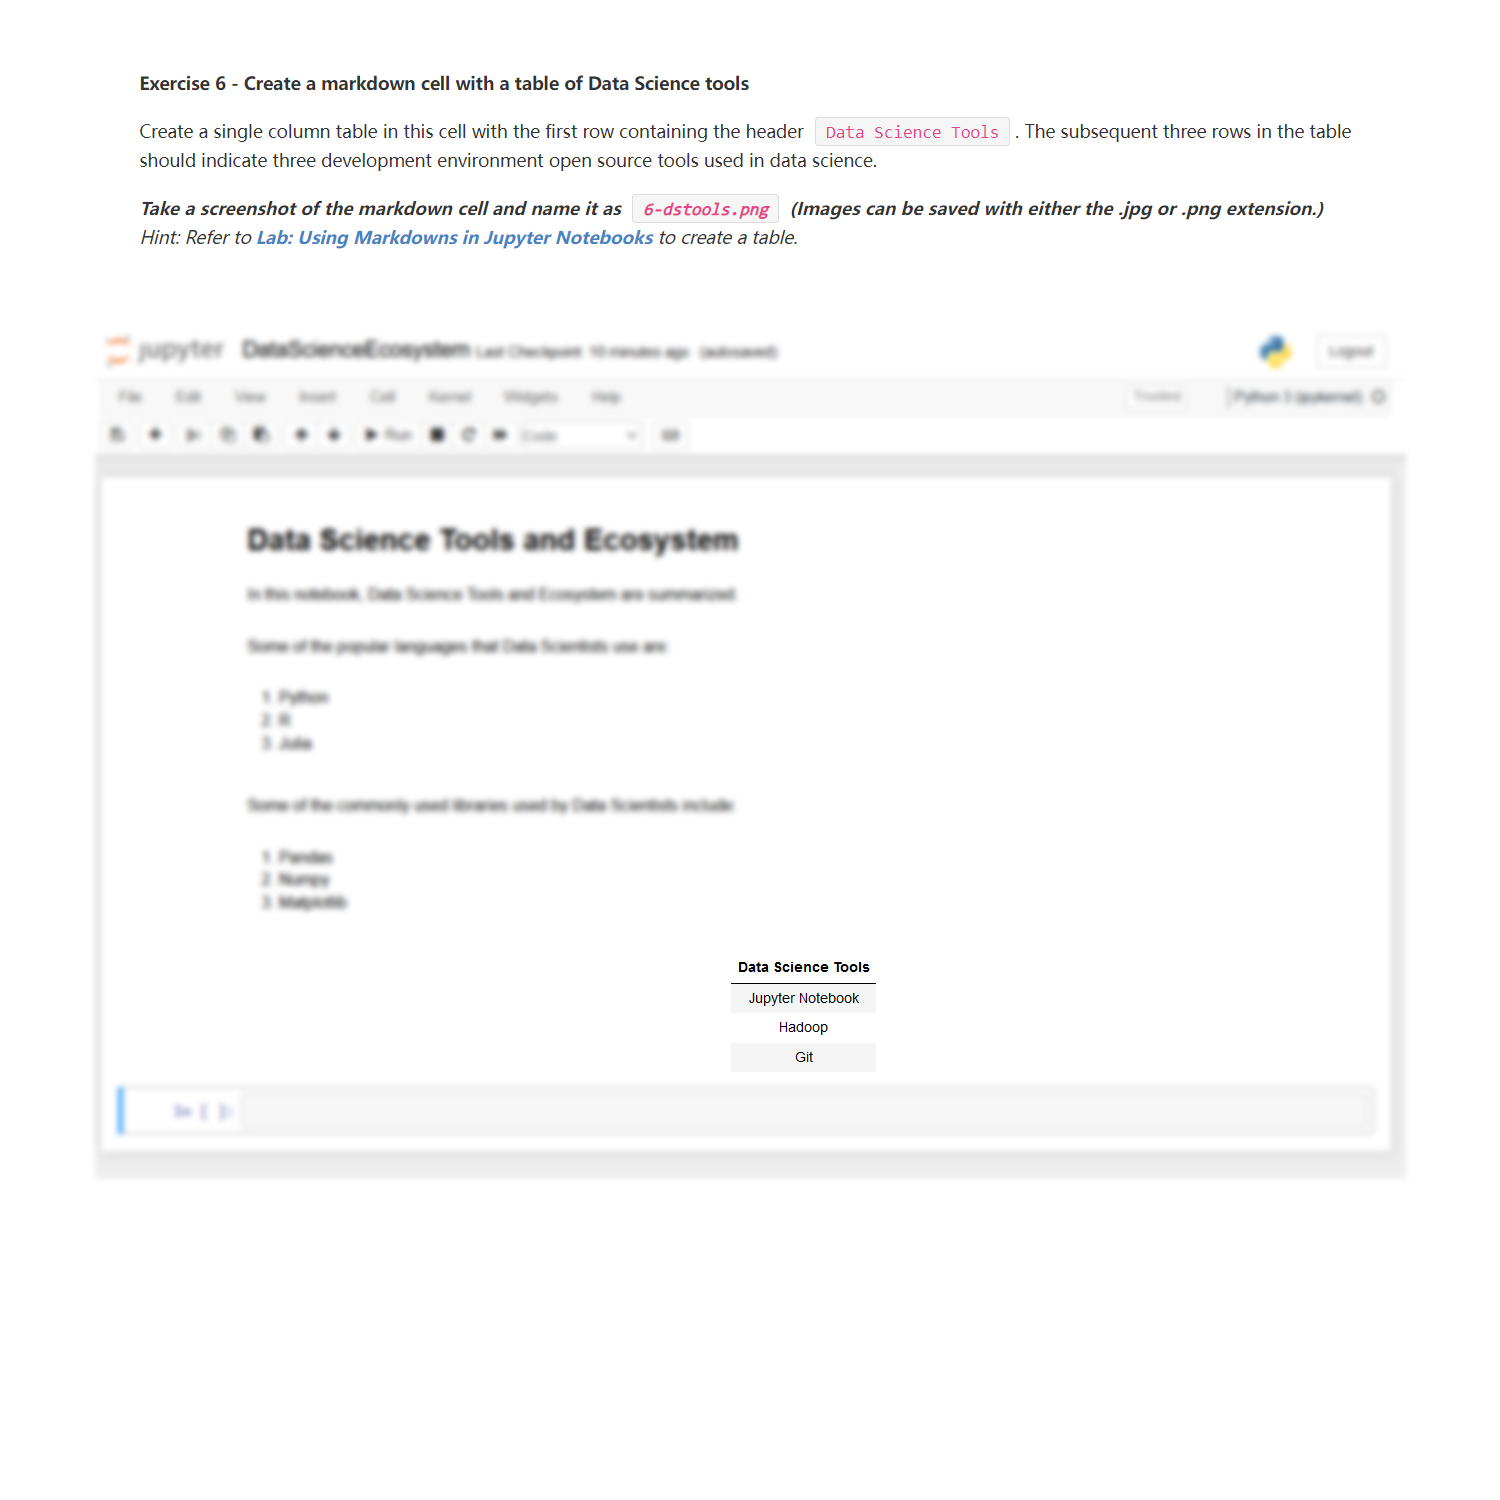 Exercise 6 - Create a markdown cell with a table of Data Science tools
Create a single column table in this cell with the first row containing the header Data Science Tools . The subsequent three rows in the table
should indicate three development environment open source tools used in data science.
Take a screenshot of the markdown cell and name it as 6-dstools.png (Images can be saved with either the .jpg or .png extension.)
Hint: Refer to Lab: Using Markdowns in Jupyter Notebooks to create a table.
jupyter DataScienceEcosystem Last Checkpoint: 10 minutes ago (autosaved)
Logout
File Edit View Insert Cell Kernel Widgets Help
Trusted
Python 3 (ipykernel)
Run
Code
Data Science Tools and Ecosystem
In this notebook, Data Science Tools and Ecosystem are summarized.
Some of the popular languages that Data Scientists use are:
1. Python
2. R
3. Julia
Some of the commonly used libraries used by Data Scientists include:
1. Pandas
2. Numpy
3. Matplotlib
Data Science Tools
Jupyter Notebook
Hadoop
Git
In [ ]: